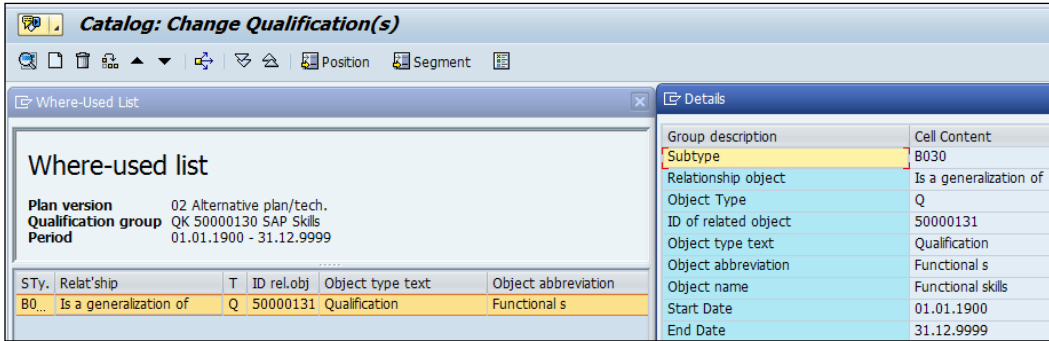 Catalog: Change Qualification(s)
Position Segment
Where-Used List
Where-used list
Plan version 02 Alternative plan/tech.
Qualification group QK 50000130 SAP Skills
Period 01.01.1900 - 31.12.9999
STy. Relat'ship T ID rel.obj Object type text Object abbreviation
B0... Is a generalization of Q 50000131 Qualification Functional s
Details
Group description Cell Content
Subtype B030
Relationship object Is a generalization of
Object Type Q
ID of related object 50000131
Object type text Qualification
Object abbreviation Functional s
Object name Functional skills
Start Date 01.01.1900
End Date 31.12.9999